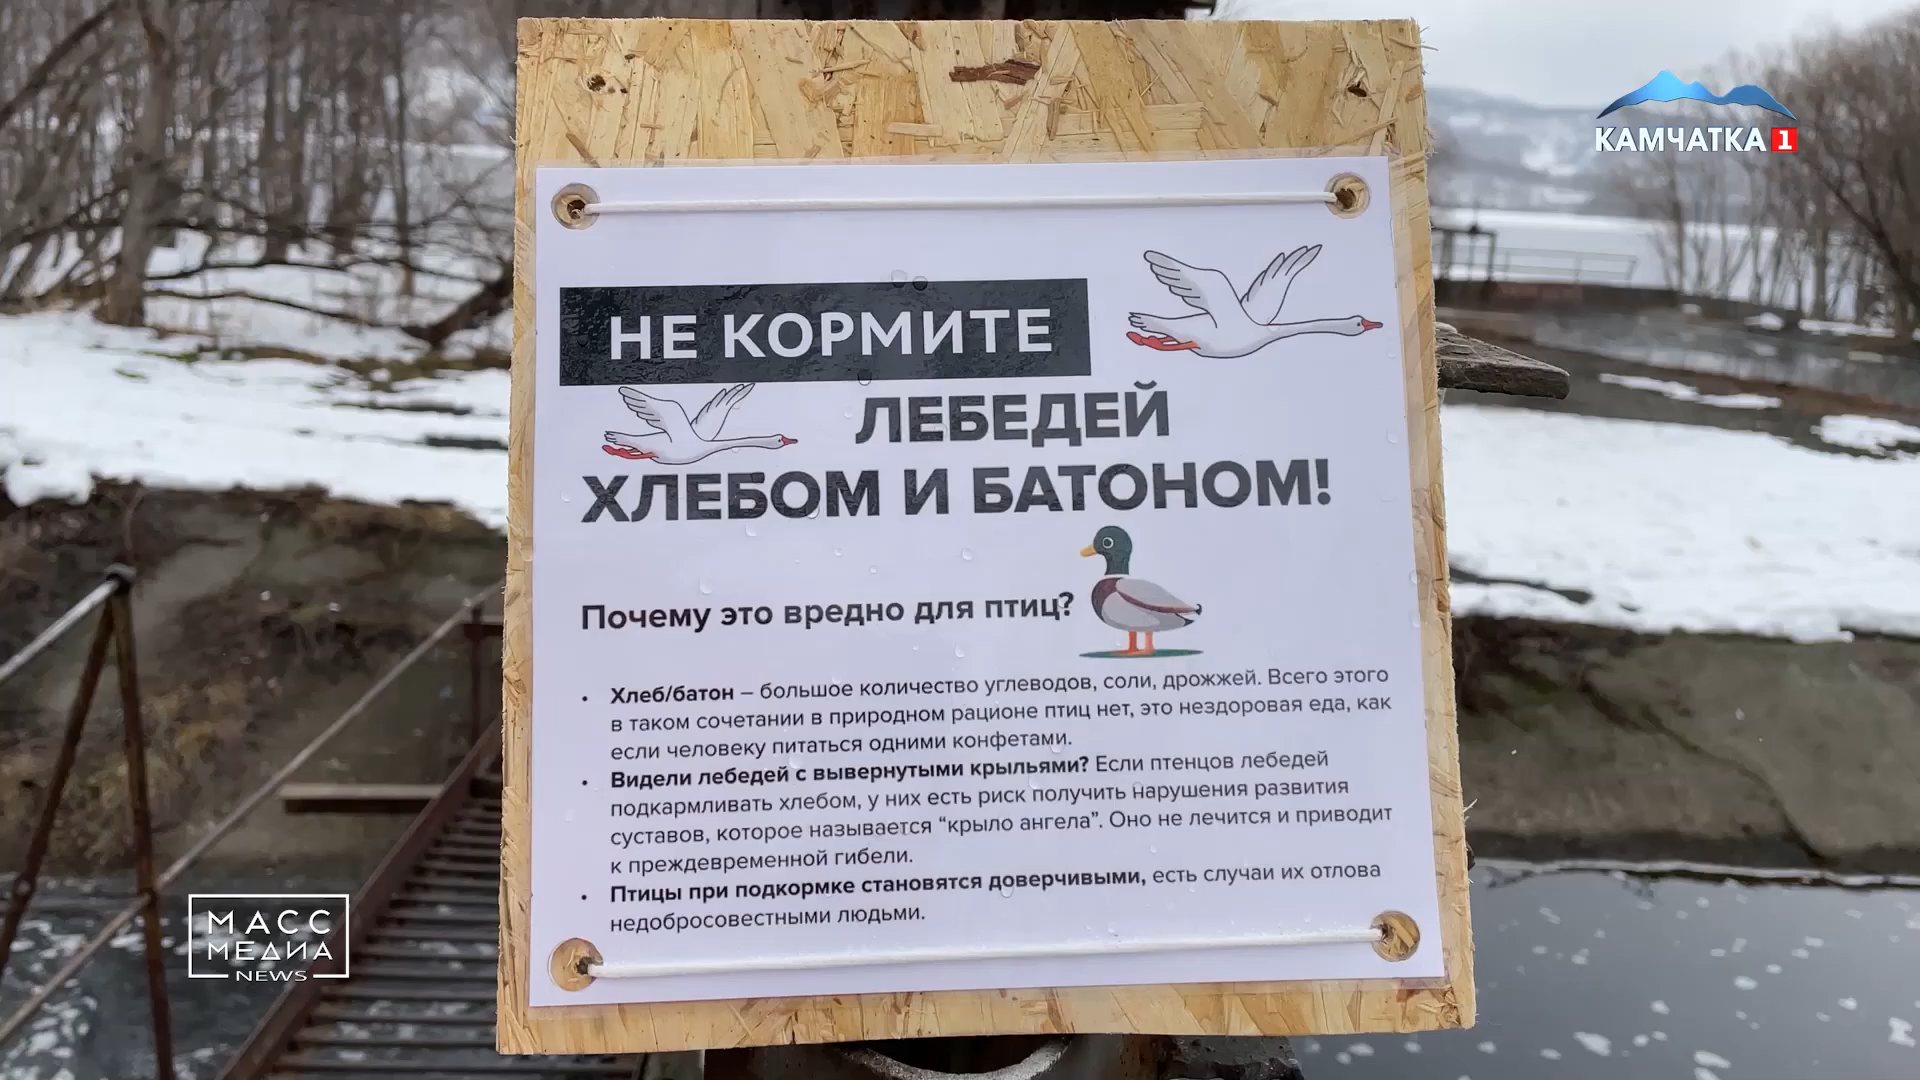 КАМЧАТКА 1
НЕ КОРМИТЕ
ЛЕБЕДЕЙ
ХЛЕБОМ И БАТОНОМ!
Почему это вредно для птиц?
• Хлеб/батон – большое количество углеводов, соли, дрожжей. Всего этого
в таком сочетании в природном рационе птиц нет, это нездоровая еда, как
если человеку питаться одними конфетами.
• Видели лебедей с вывернутыми крыльями? Если птенцов лебедей
подкармливать хлебом, у них есть риск получить нарушения развития
суставов, которое называется “крыло ангела”. Оно не лечится и приводит
к преждевременной гибели.
• Птицы при подкормке становятся доверчивыми, есть случаи их отлова
недобросовестными людьми.
МАСС
МЕДИА
NEWS